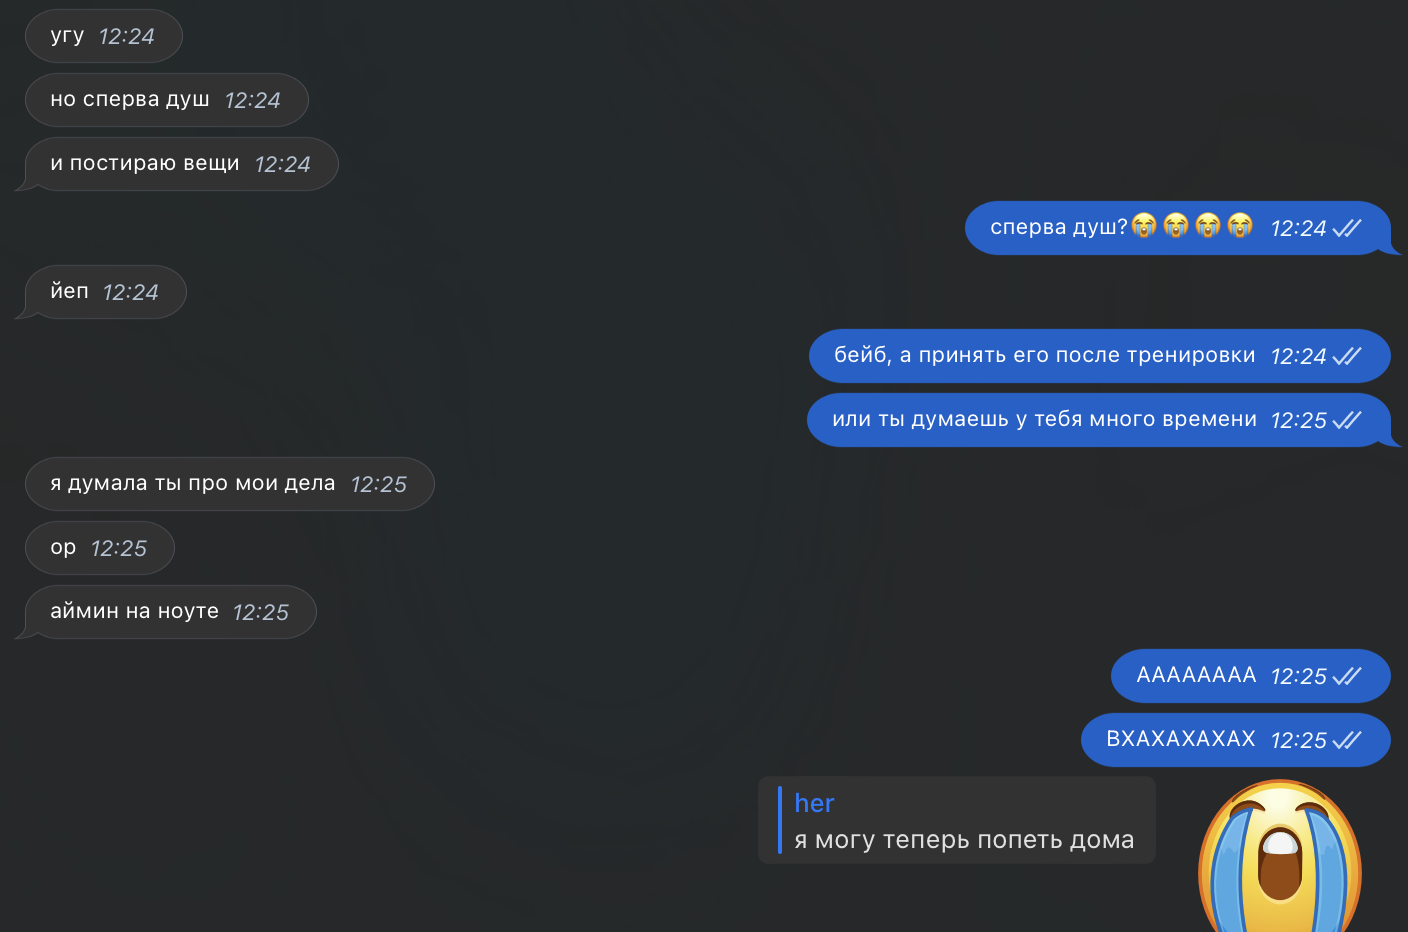 угу 12:24
но сперва душ 12:24
и постираю вещи 12:24
сперва душ?😭😭😭😭 12:24
йеп 12:24
бейб, а принять его после тренировки 12:24
или ты думаешь у тебя много времени 12:25
я думала ты про мои дела 12:25
ор 12:25
аймин на ноуте 12:25
АААААААА 12:25
ВХАХАХАХАХ 12:25
her
я могу теперь попеть дома